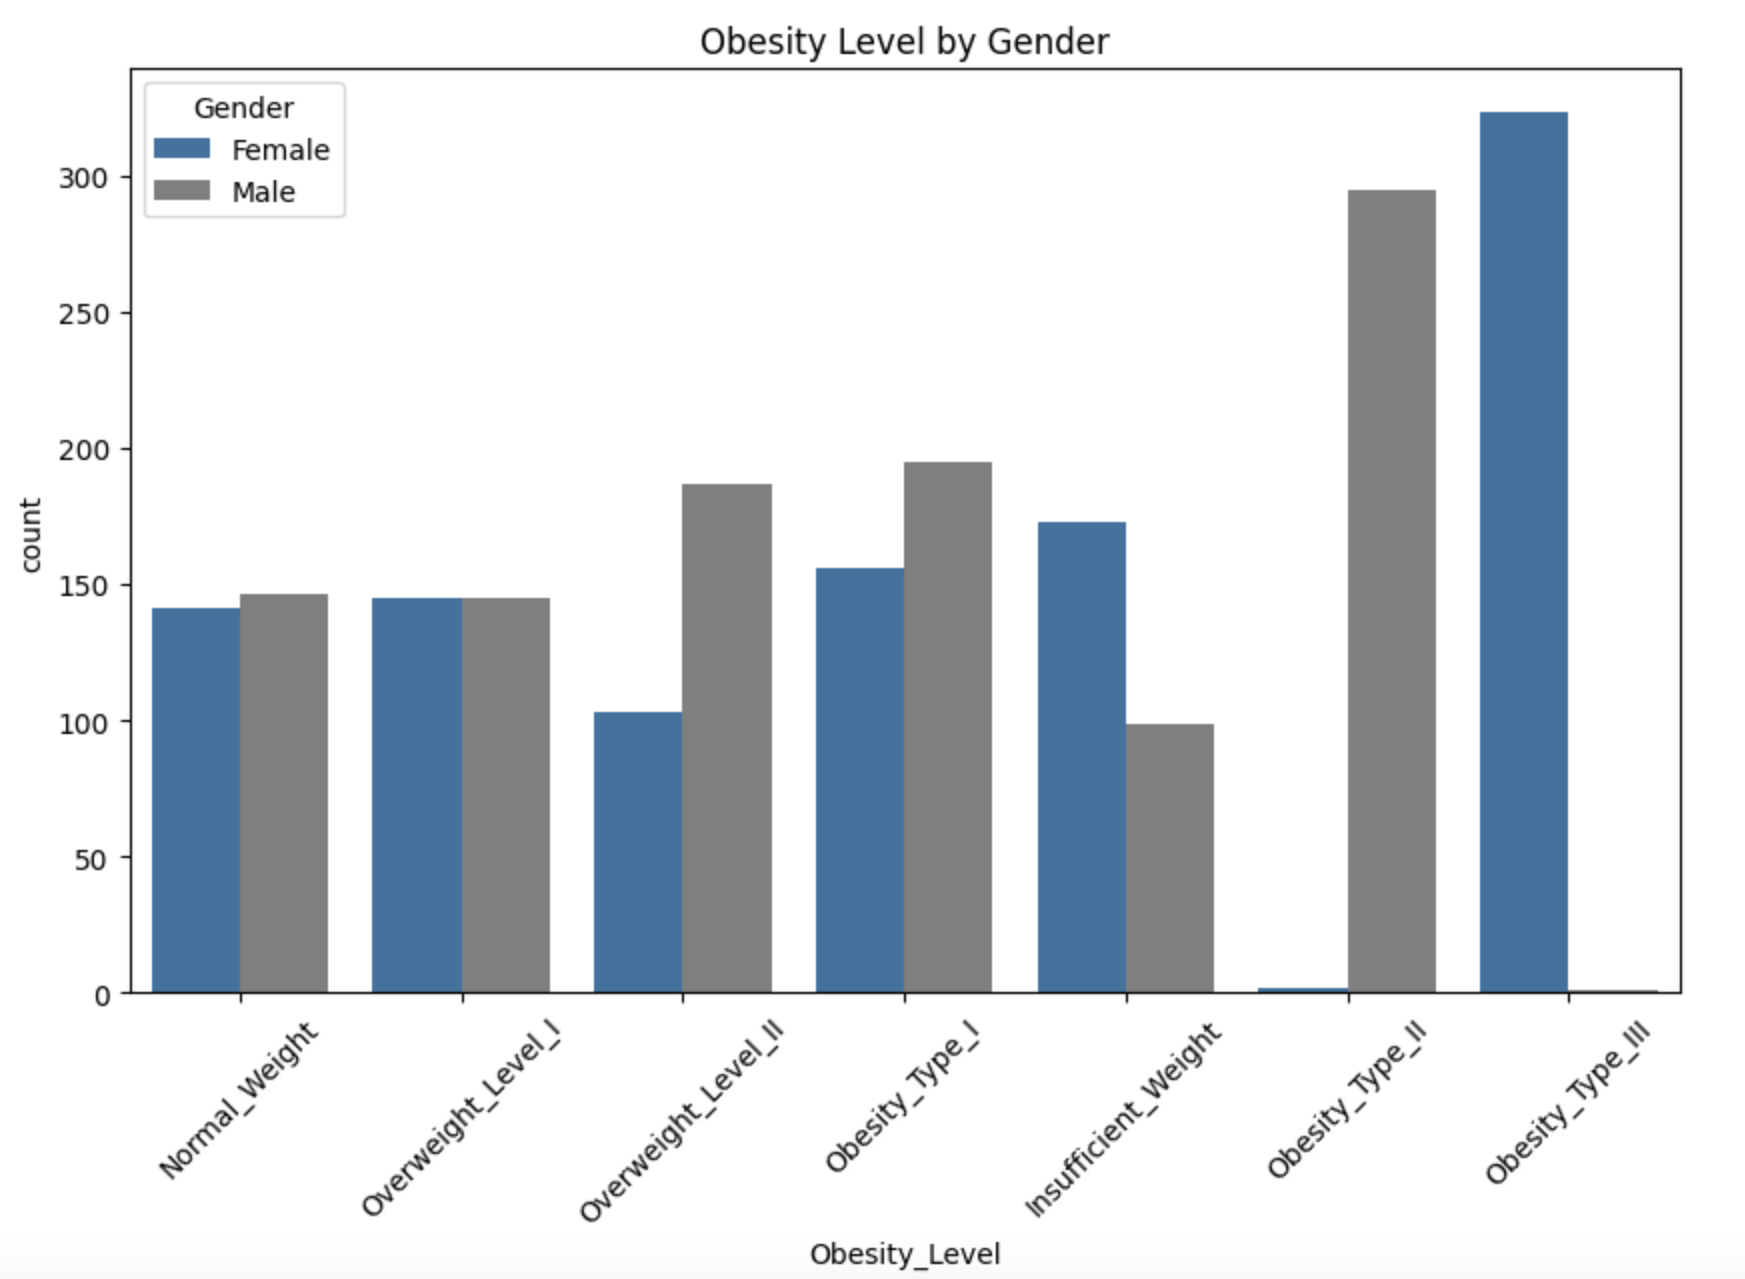 Obesity Level by Gender
Gender
Female
Male
300
250
200
150
100
50
0
count
Normal_Weight
Overweight_Level_I
Overweight_Level_II
Obesity_Type_I
Insufficient_Weight
Obesity_Type_II
Obesity_Type_III
Obesity_Level